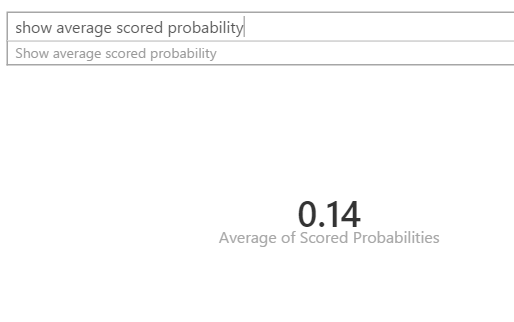 show average scored probability
Show average scored probability
0.14
Average of Scored Probabilities